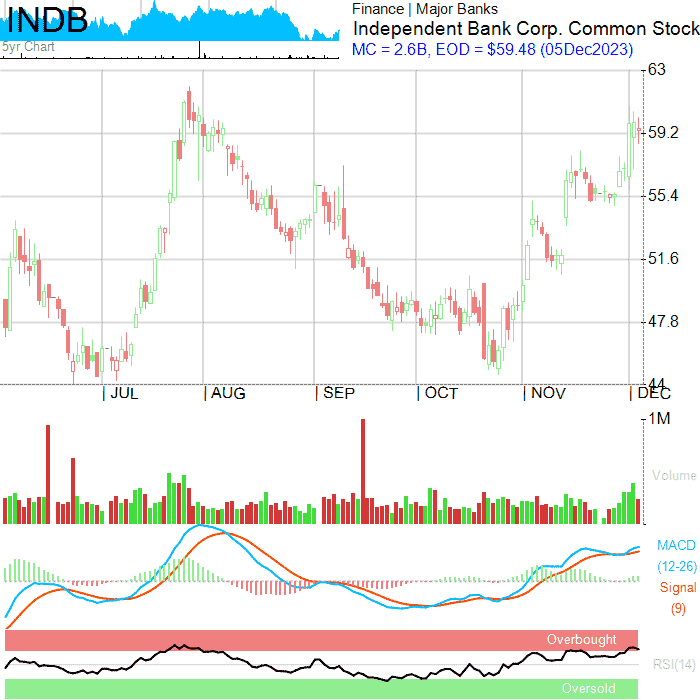 INDB
5yr Chart
Finance | Major Banks
Independent Bank Corp. Common Stock
MC = 2.6B, EOD = $59.48 (05Dec2023)
63
59.2
55.4
51.6
47.8
44
| JUL | AUG | SEP | OCT | NOV | DEC
1M
Volume
MACD
(12-26)
Signal
(9)
Overbought
RSI(14)
Oversold